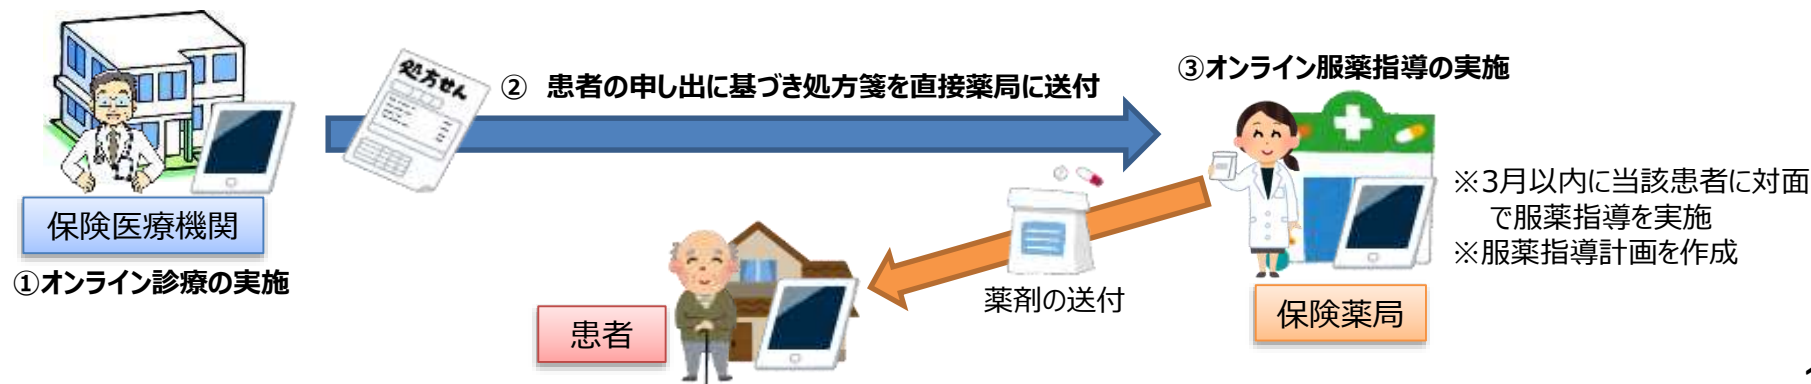 処方せん
② 患者の申し出に基づき処方箋を直接薬局に送付
③オンライン服薬指導の実施
保険医療機関
①オンライン診療の実施
※3月以内に当該患者に対面
で服薬指導を実施
※服薬指導計画を作成
薬剤の送付
保険薬局
患者